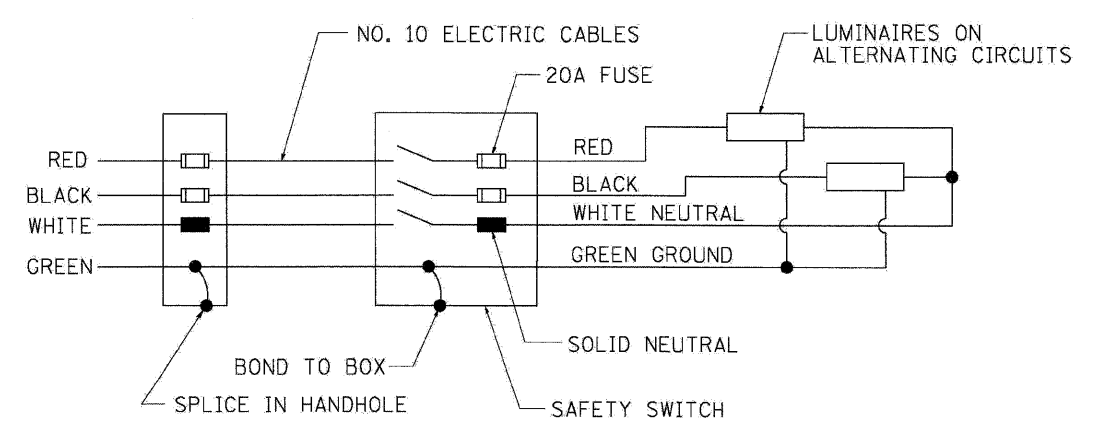 NO. 10 ELECTRIC CABLES
LUMINAIRES ON
ALTERNATING CIRCUITS
20A FUSE
RED
RED
BLACK
BLACK
WHITE
WHITE NEUTRAL
GREEN
GREEN GROUND
SOLID NEUTRAL
BOND TO BOX
SPLICE IN HANDHOLE
SAFETY SWITCH